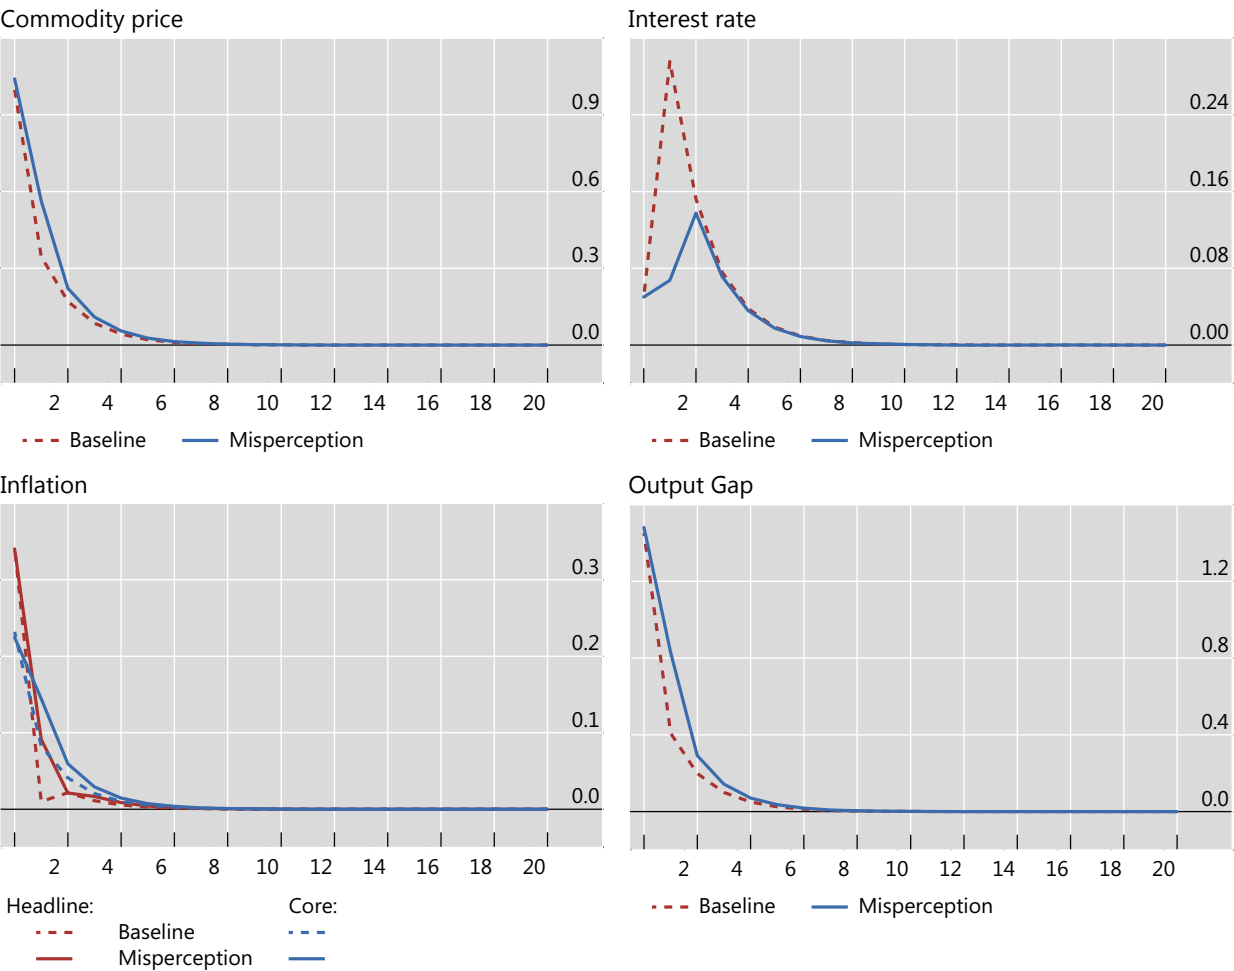 Commodity price
0.9
0.6
0.3
0.0
2 4 6 8 10 12 14 16 18 20
Baseline Misperception
Interest rate
0.24
0.16
0.08
0.00
2 4 6 8 10 12 14 16 18 20
Baseline Misperception
Inflation
0.3
0.2
0.1
0.0
2 4 6 8 10 12 14 16 18 20
Headline: Core:
Baseline
Misperception
Output Gap
1.2
0.8
0.4
0.0
2 4 6 8 10 12 14 16 18 20
Baseline Misperception